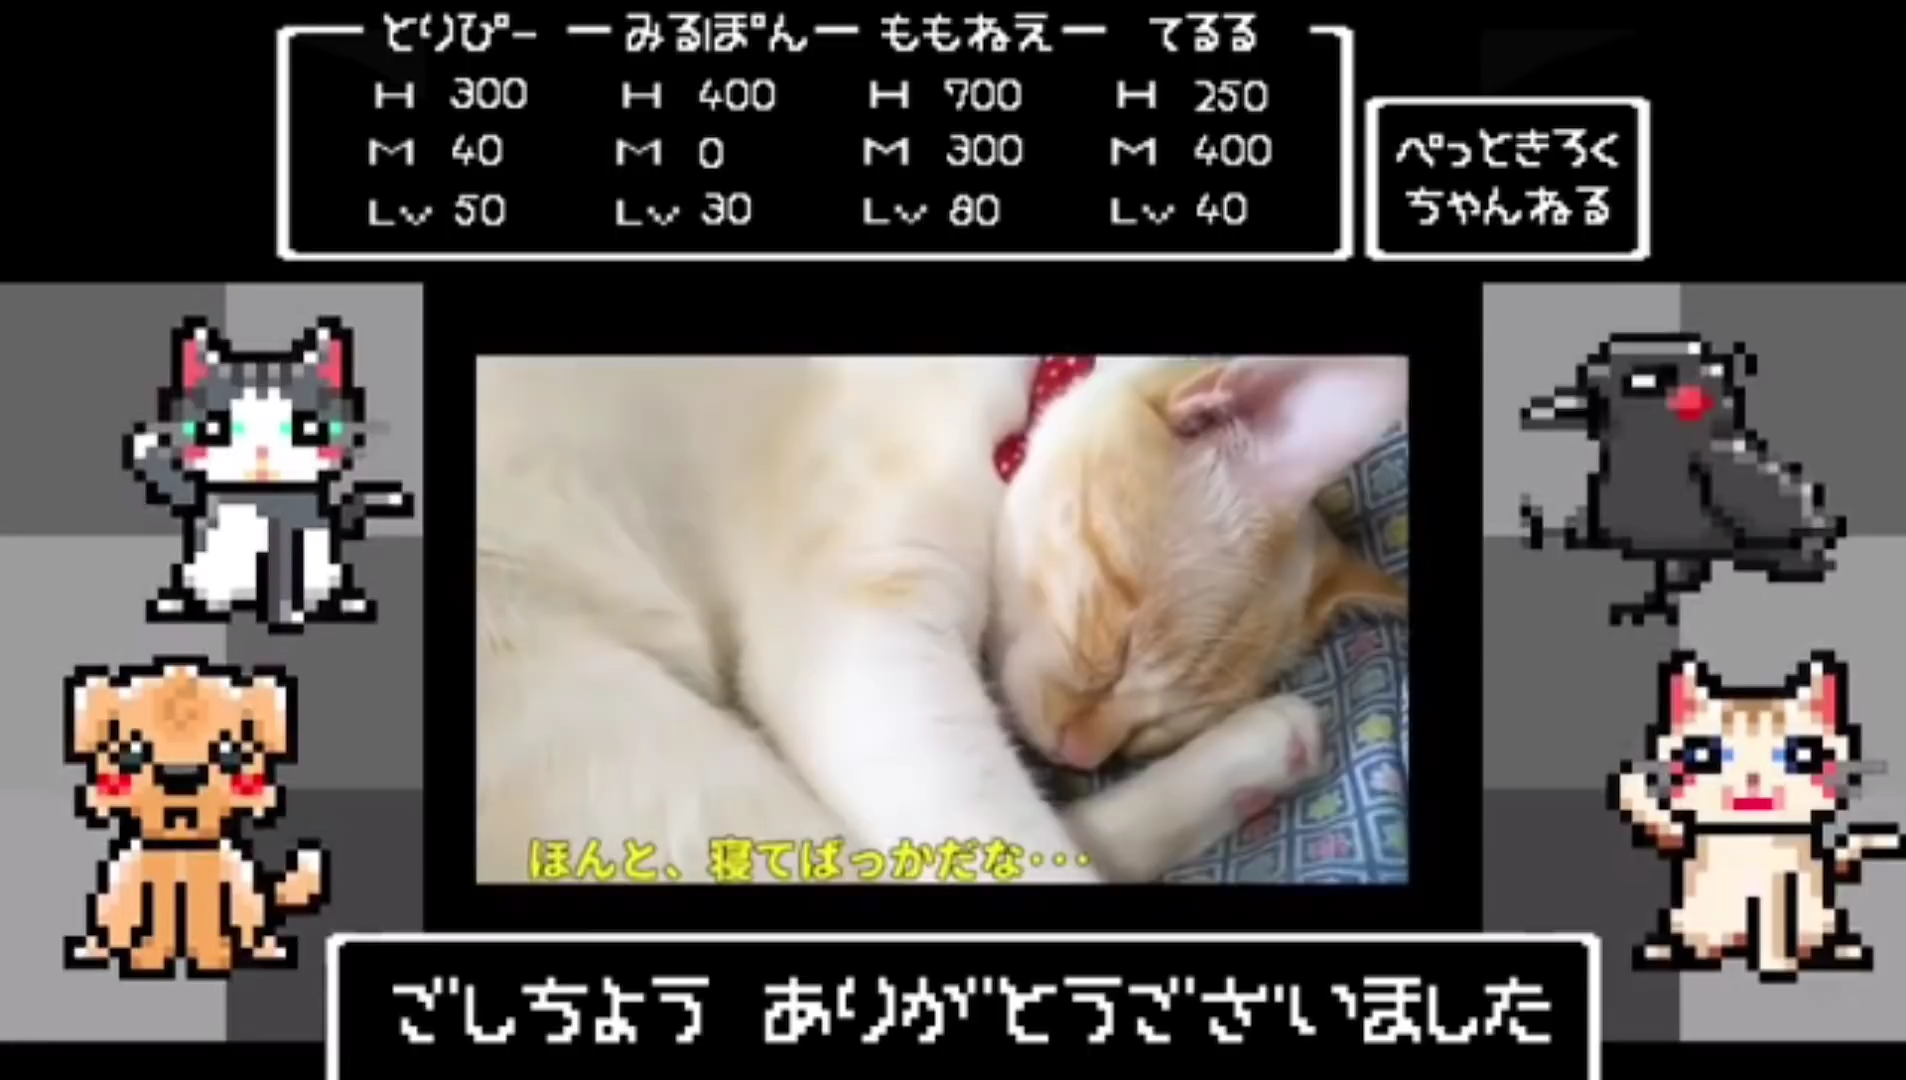 とりぴー みるぽん ももねえ てるる
H 300 H 400 H 700 H 250
M 40 M 0 M 300 M 400
Lv 50 Lv 30 Lv 80 Lv 40
ぺっときろく
ちゃんねる
ほんと、寝てばっかだな・・・
ごしちょう ありがとうございました